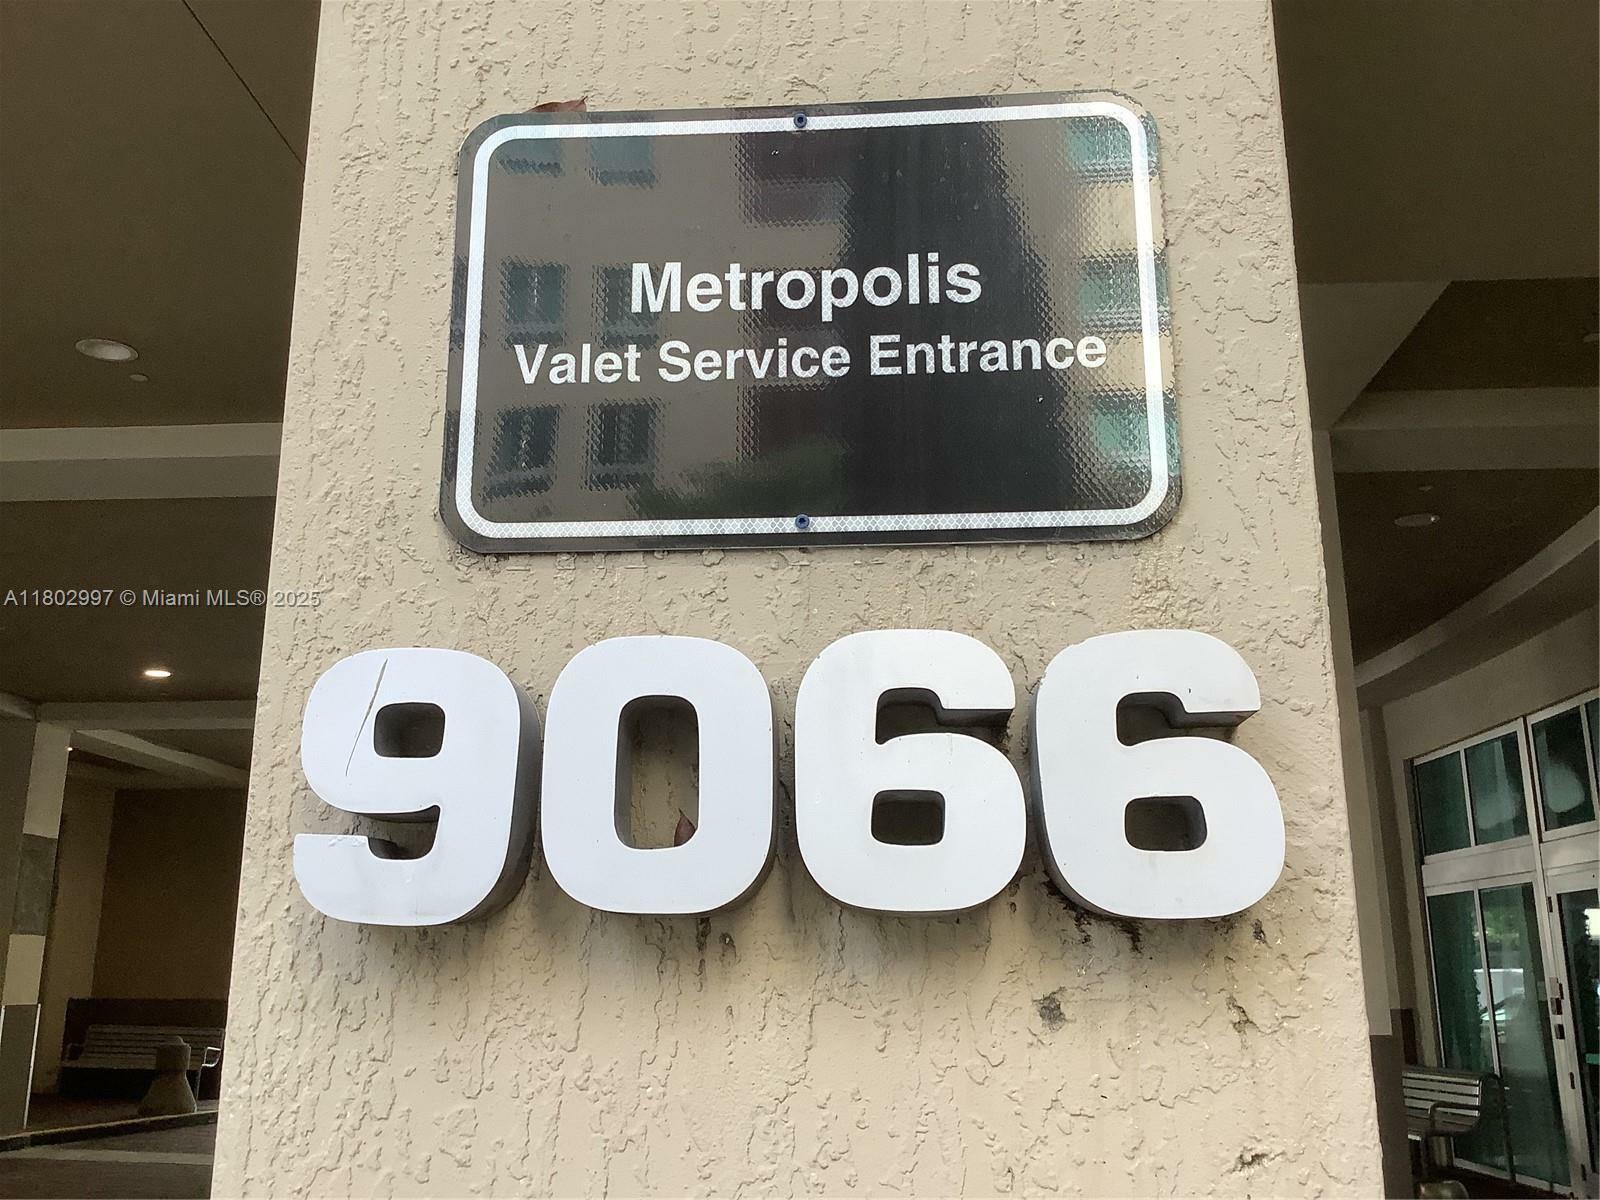 Metropolis
Valet Service Entrance
A11802997 © Miami MLS® 2025
9066